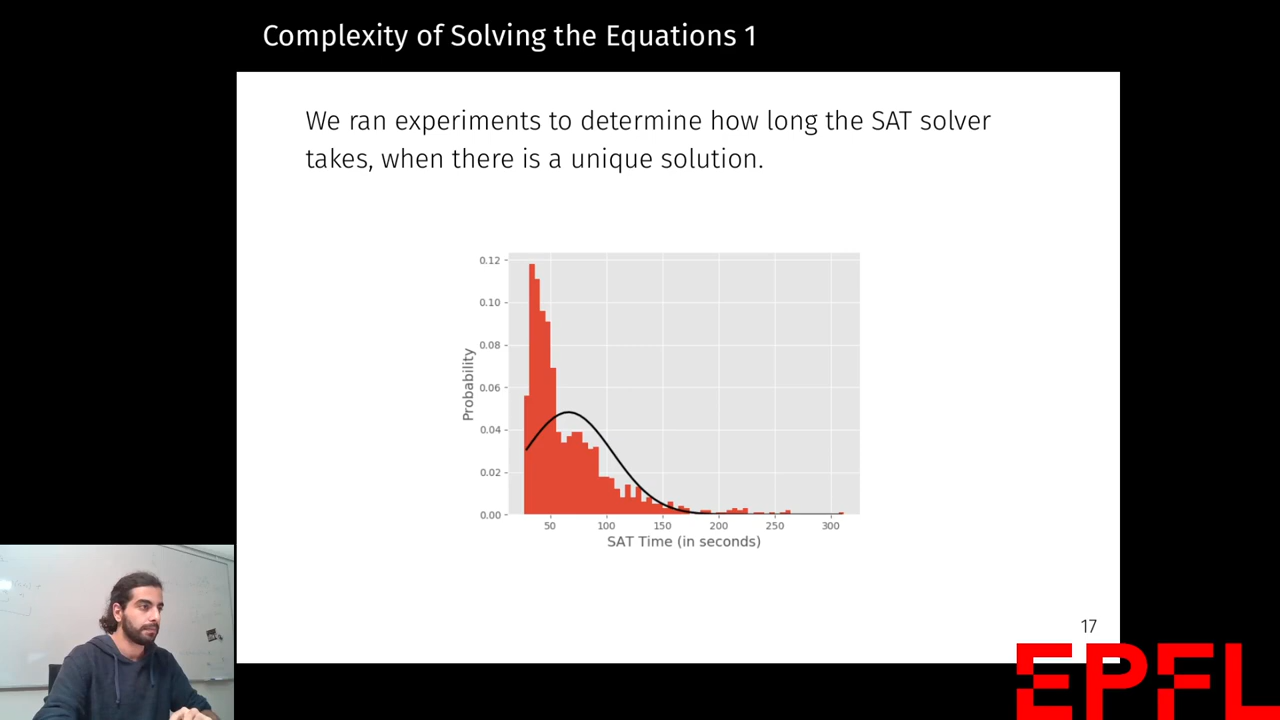 Complexity of Solving the Equations 1
We ran experiments to determine how long the SAT solver
takes, when there is a unique solution.
0.12
0.10
0.08
0.06
0.04
0.02
0.00
Probability
50 100 150 200 250 300
SAT Time (in seconds)
17
EPFL